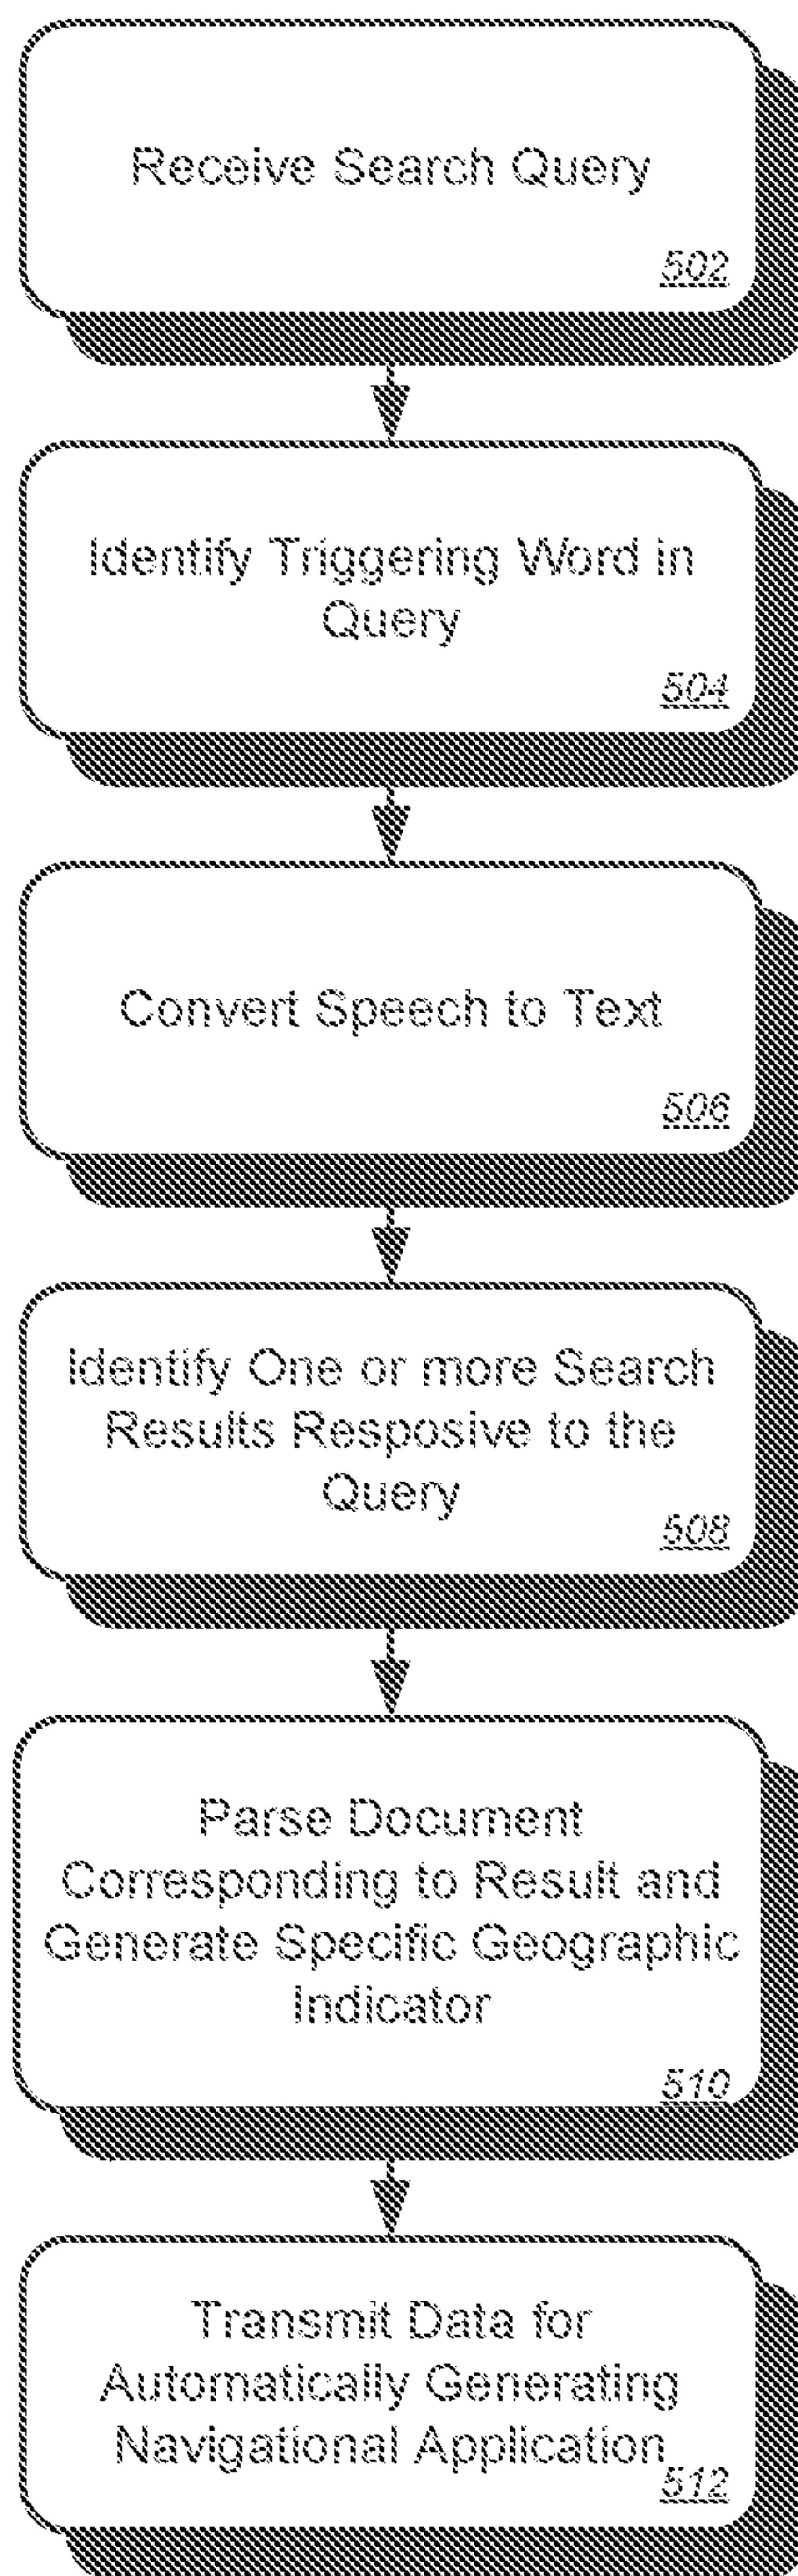 Receive Search Query
502
Identify Triggering Word in
Query
504
Convert Speech to Text
506
Identify One or more Search
Results Resposive to the
Query
508
Parse Document
Corresponding to Result and
Generate Specific Geographic
Indicator
510
Transmit Data for
Automatically Generating
Navigational Application
512